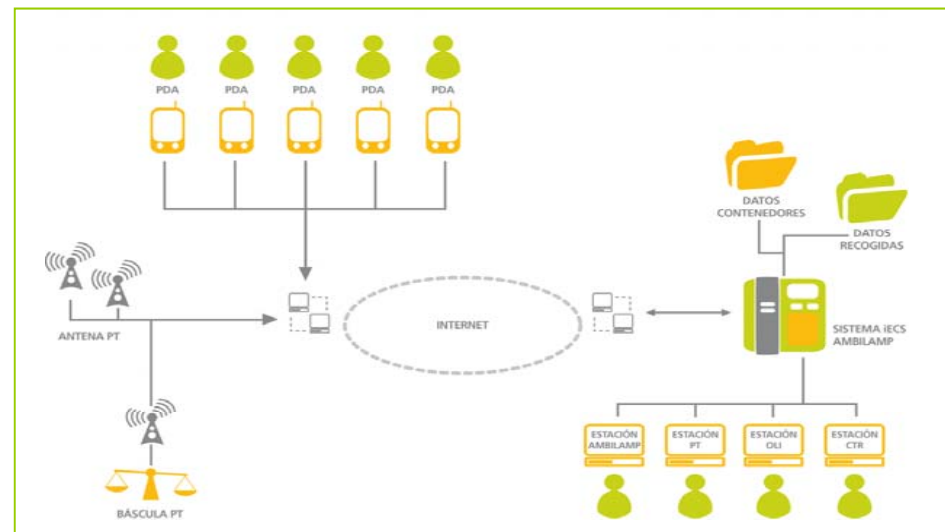 PDA PDA PDA PDA PDA
DATOS
CONTENEDORES
DATOS
RECOGIDAS
ANTENA PT
INTERNET
SISTEMA iECS
AMBILAMP
BÁSCULA PT
ESTACIÓN
AMBILAMP
ESTACIÓN
PT
ESTACIÓN
OLI
ESTACIÓN
CTR